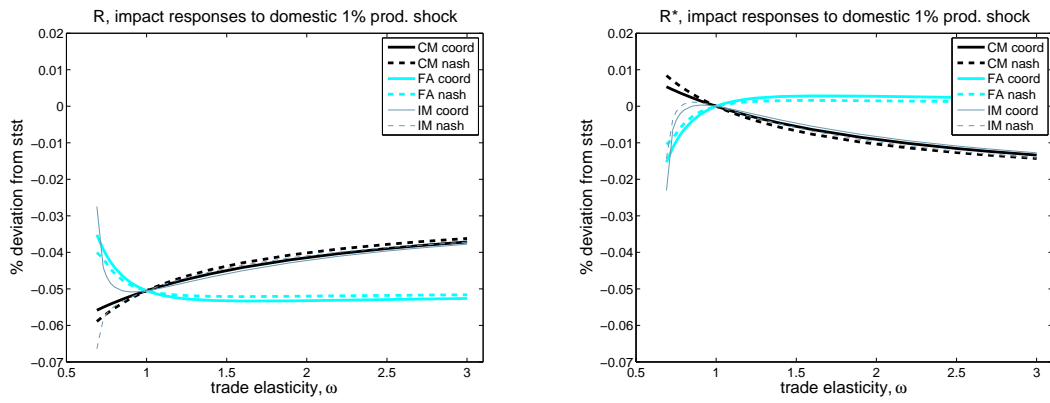 R, impact responses to domestic 1% prod. shock
0.02
0.01
0
−0.01
−0.02
−0.03
−0.04
−0.05
−0.06
−0.07
% deviation from stst
CM coord
CM nash
FA coord
FA nash
IM coord
IM nash
0.5 1 1.5 2 2.5 3
trade elasticity, ω
R*, impact responses to domestic 1% prod. shock
0.02
0.01
0
−0.01
−0.02
−0.03
−0.04
−0.05
−0.06
−0.07
% deviation from stst
CM coord
CM nash
FA coord
FA nash
IM coord
IM nash
0.5 1 1.5 2 2.5 3
trade elasticity, ω